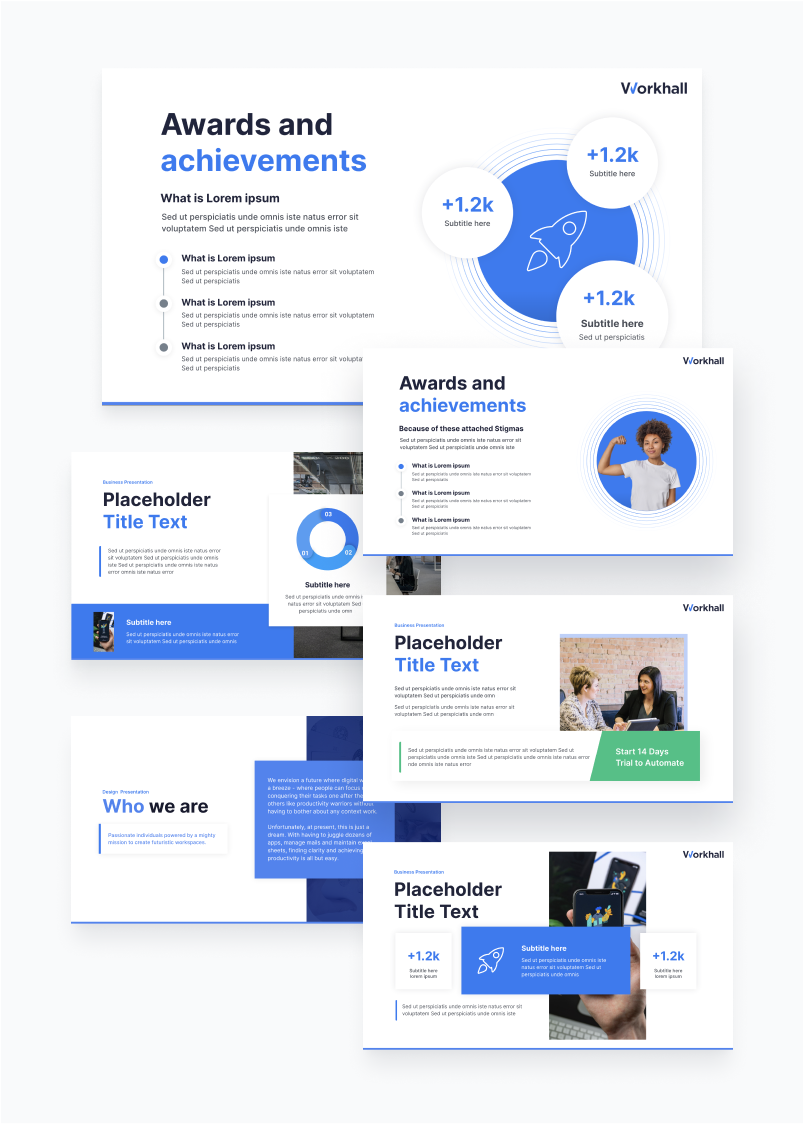 Workhall
Awards and
achievements
What is Lorem ipsum
Sed ut perspiciatis unde omnis iste natus error sit
voluptatem Sed ut perspiciatis unde omnis iste
What is Lorem ipsum
Sed ut perspiciatis unde omnis iste natus error sit voluptatem
Sed ut perspiciatis
What is Lorem ipsum
Sed ut perspiciatis unde omnis iste natus error sit voluptatem
Sed ut perspiciatis
What is Lorem ipsum
Sed ut perspiciatis unde omnis iste natus error sit
Sed ut perspiciatis
+1.2k
Subtitle here
+1.2k
Subtitle here
+1.2k
Subtitle here
Sed ut perspiciatis
Workhall
Awards and
achievements
Because of these attached Stigmas
Sed ut perspiciatis unde omnis iste natus error sit
voluptatem Sed ut perspiciatis unde omnis iste
What is Lorem ipsum
Sed ut perspiciatis unde omnis iste natus error sit voluptatem
Sed ut perspiciatis
What is Lorem ipsum
Sed ut perspiciatis unde omnis iste natus error sit voluptatem
Sed ut perspiciatis
What is Lorem ipsum
Sed ut perspiciatis unde omnis iste natus error sit voluptatem
Sed ut perspiciatis
Business Presentation
Placeholder
Title Text
Sed ut perspiciatis unde omnis iste natus error
sit voluptatem Sed ut perspiciatis unde omnis
iste Sed ut perspiciatis unde omnis iste natus
error omnis iste natus error
Subtitle here
Sed ut perspiciatis unde omnis iste natus error
sit voluptatem Sed ut perspiciatis unde omnis
03
01
02
Subtitle here
Sed ut perspiciatis unde omnis
natus error sit voluptatem Sed
perspiciatis unde omni
Workhall
Business Presentation
Placeholder
Title Text
Sed ut perspiciatis unde omnis iste natus error sit
voluptatem Sed ut perspiciatis unde omn
Sed ut perspiciatis unde omnis iste natus error sit
voluptatem Sed ut perspiciatis unde omn
Sed ut perspiciatis unde omnis iste natus error sit voluptatem Sed ut
perspiciatis unde omnis iste Sed ut perspiciatis unde omnis iste natus error
nde omnis iste natus error
Start 14 Days
Trial to Automate
Design Presentation
Who we are
Passionate individuals powered by a mighty
mission to create futuristic workspaces.
We envision a future where digital
a breeze - where people can focus
conquering their tasks one after the
others like productivity warriors without
having to bother about any context work.
Unfortunately, at present, this is just a
dream. With having to juggle dozens of
apps, manage mails and maintain
sheets, finding clarity and achieving
productivity is all but easy.
Workhall
Business Presentation
Placeholder
Title Text
+1.2k
Subtitle here
lorem ipsum
Subtitle here
Sed ut perspiciatis unde omnis iste
natus error sit voluptatem Sed ut
perspiciatis unde omnis
+1.2k
Subtitle here
lorem ipsum
Sed ut perspiciatis unde omnis iste natus error sit
voluptatem Sed ut perspiciatis unde omnis iste